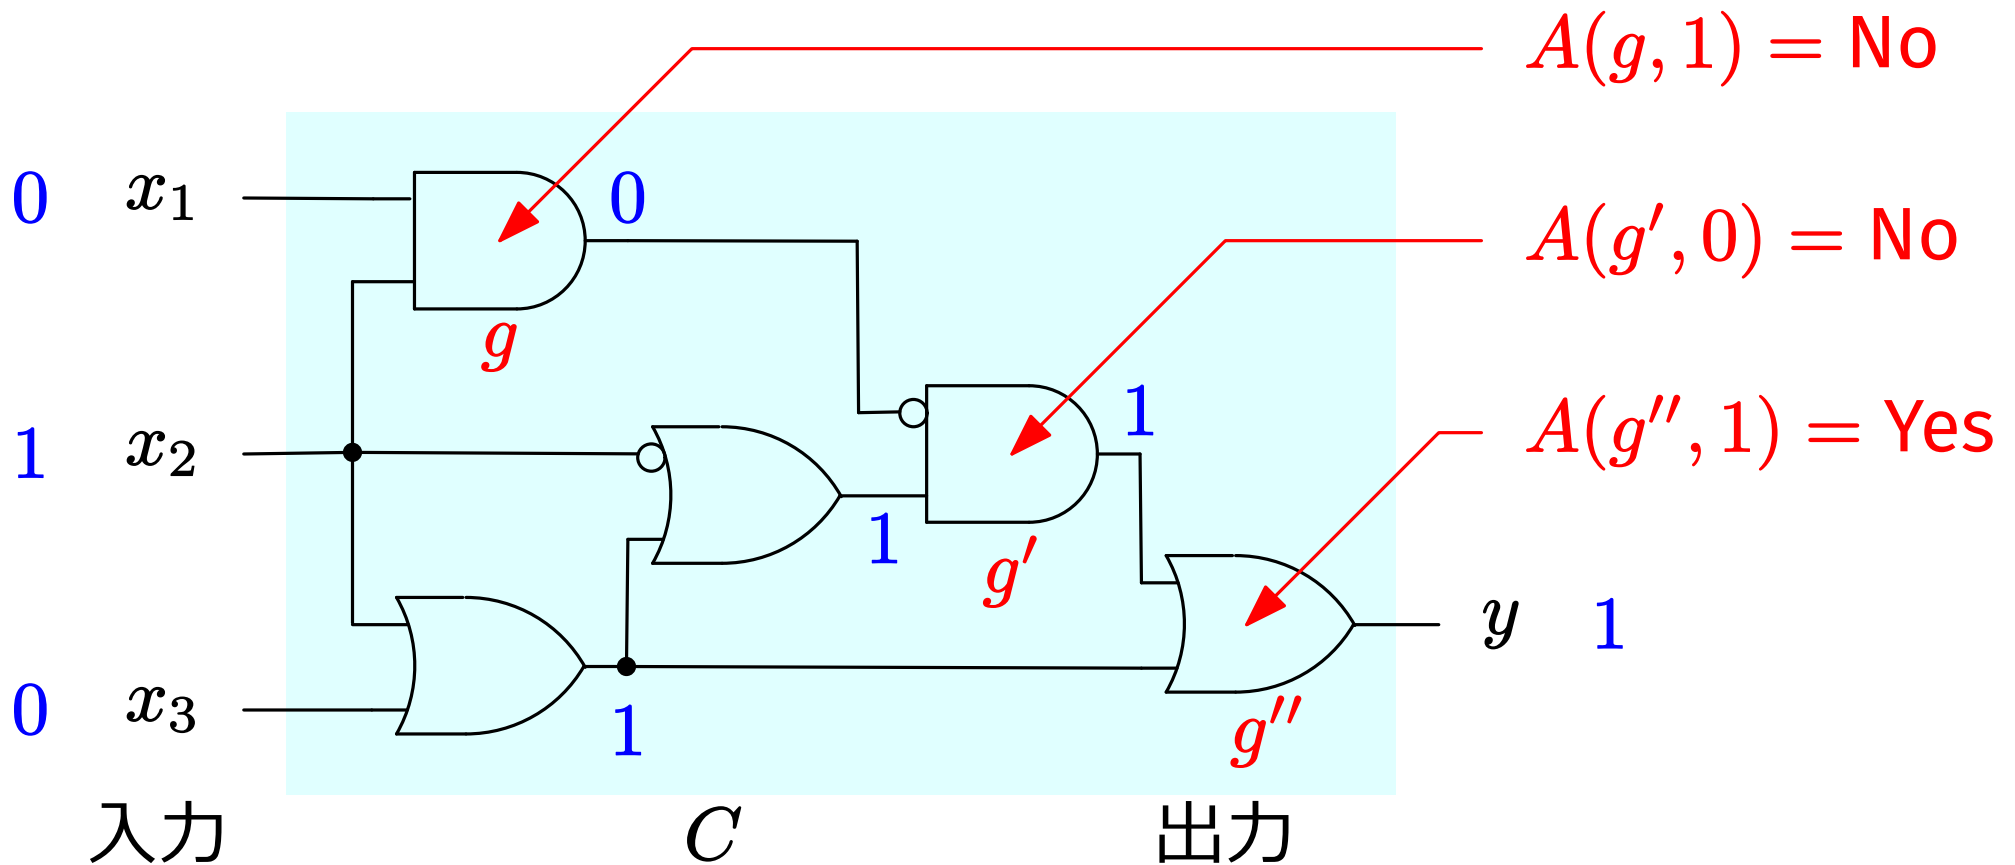 A(g, 1) = No
0 x₁ 0
A(g′, 0) = No
g
1 x₂ 1 A(g″, 1) = Yes
1
g′
y 1
0 x₃ 1 g″
入力 C 出力